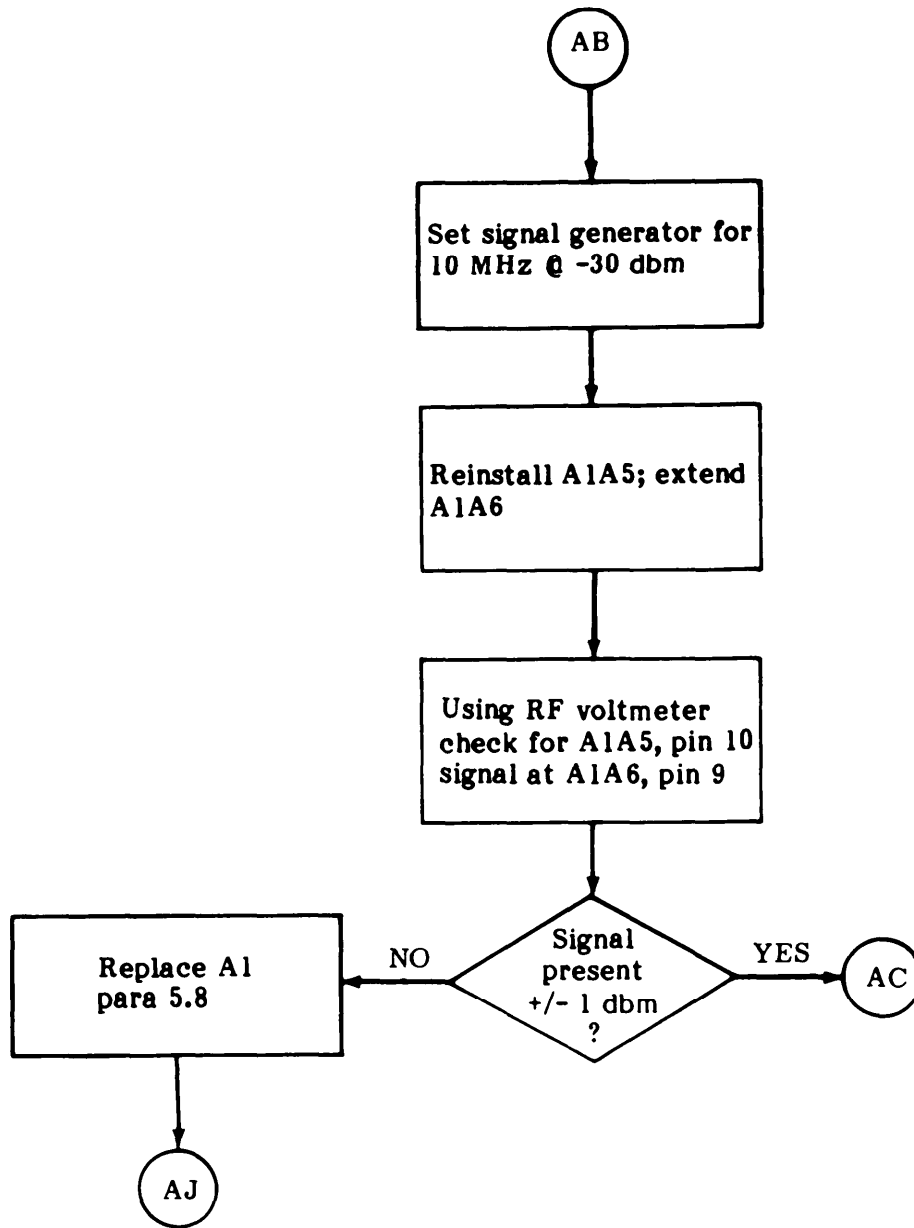 AB
Set signal generator for
10 MHz @ -30 dbm
Reinstall A1A5; extend
A1A6
Using RF voltmeter
check for A1A5, pin 10
signal at A1A6, pin 9
Signal
present
+/- 1 dbm
?
NO
YES
Replace A1
para 5.8
AC
AJ